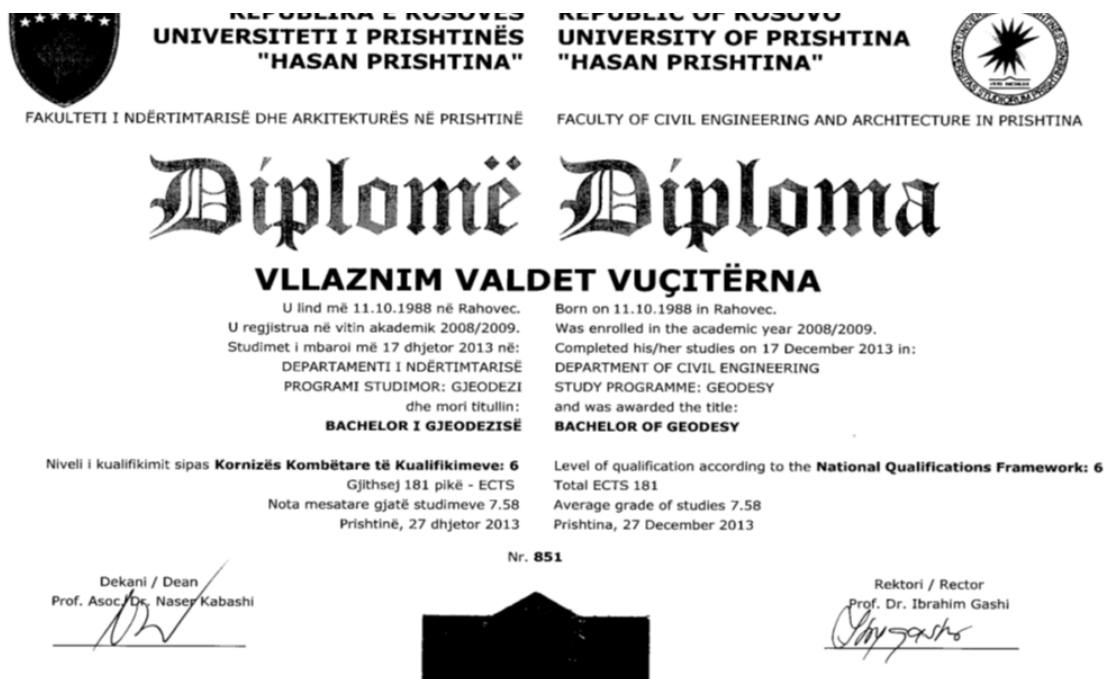 REPUBLIKA E KOSOVËS
UNIVERSITETI I PRISHTINËS
"HASAN PRISHTINA"
REPUBLIC OF KOSOVO
UNIVERSITY OF PRISHTINA
"HASAN PRISHTINA"
FAKULTETI I NDËRTIMTARISË DHE ARKITEKTURËS NË PRISHTINË
FACULTY OF CIVIL ENGINEERING AND ARCHITECTURE IN PRISHTINA
Diplomë Diploma
VLLAZNIM VALDET VUÇITËRNA
U lind më 11.10.1988 në Rahovec.
U regjistrua në vitin akademik 2008/2009.
Studimet i mbaroi më 17 dhjetor 2013 në:
DEPARTAMENTI I NDËRTIMTARISË
PROGRAMI STUDIMOR: GJEODEZI
dhe mori titullin:
BACHELOR I GJEODEZISË
Born on 11.10.1988 in Rahovec.
Was enrolled in the academic year 2008/2009.
Completed his/her studies on 17 December 2013 in:
DEPARTMENT OF CIVIL ENGINEERING
STUDY PROGRAMME: GEODESY
and was awarded the title:
BACHELOR OF GEODESY
Niveli i kualifikimit sipas Kornizës Kombëtare të Kualifikimeve: 6
Gjithsej 181 pikë - ECTS
Nota mesatare gjatë studimeve 7.58
Prishtinë, 27 dhjetor 2013
Level of qualification according to the National Qualifications Framework: 6
Total ECTS 181
Average grade of studies 7.58
Prishtina, 27 December 2013
Nr. 851
Dekani / Dean
Prof. Asoc. Dr. Naser Kabashi
Rektori / Rector
Prof. Dr. Ibrahim Gashi